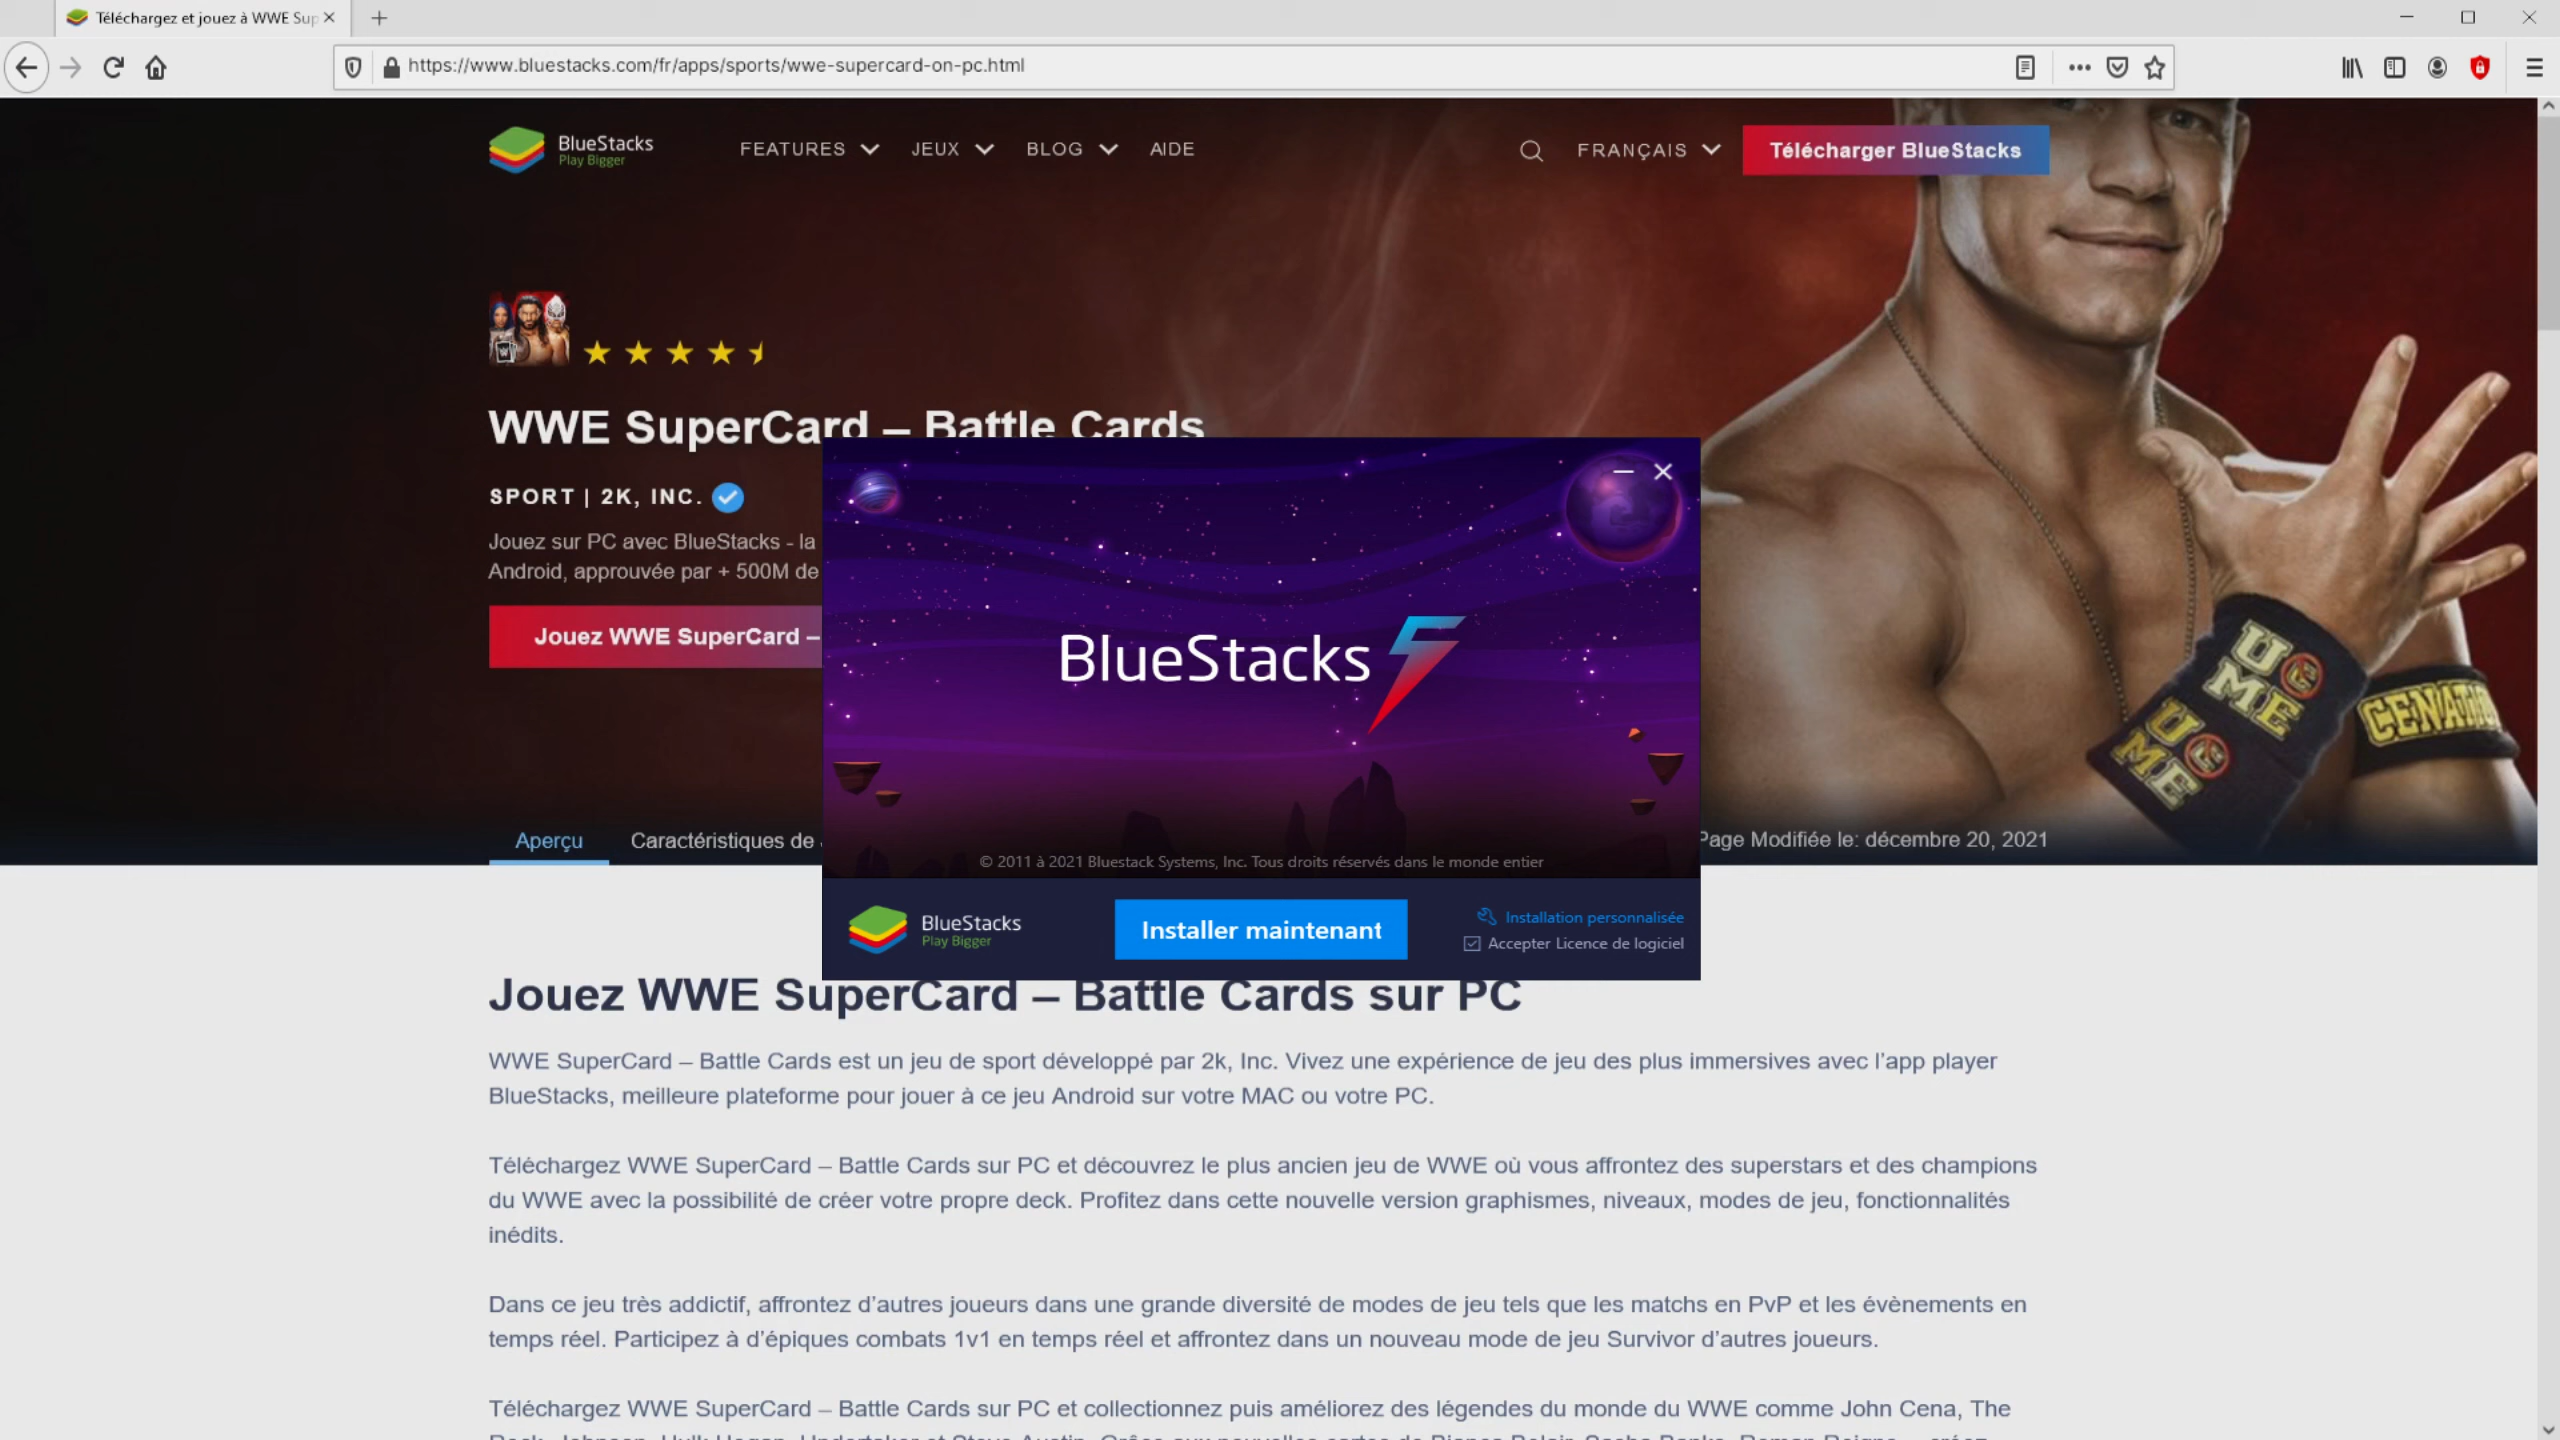 Téléchargez et jouez à WWE Sup
https://www.bluestacks.com/fr/apps/sports/wwe-supercard-on-pc.html
BlueStacks
Play Bigger
FEATURES
JEUX
BLOG
AIDE
FRANÇAIS
Télécharger BlueStacks
WWE SuperCard – Battle Cards
SPORT | 2K, INC.
Jouez sur PC avec BlueStacks - la
Android, approuvée par + 500M de
Jouez WWE SuperCard –
BlueStacks 5
U C ME
U C ME
CENATION
Aperçu
Caractéristiques de
Page Modifiée le: décembre 20, 2021
© 2011 à 2021 Bluestack Systems, Inc. Tous droits réservés dans le monde entier
BlueStacks
Play Bigger
Installer maintenant
Installation personnalisée
Accepter Licence de logiciel
Jouez WWE SuperCard – Battle Cards sur PC
WWE SuperCard – Battle Cards est un jeu de sport développé par 2k, Inc. Vivez une expérience de jeu des plus immersives avec l’app player
BlueStacks, meilleure plateforme pour jouer à ce jeu Android sur votre MAC ou votre PC.
Téléchargez WWE SuperCard – Battle Cards sur PC et découvrez le plus ancien jeu de WWE où vous affrontez des superstars et des champions
du WWE avec la possibilité de créer votre propre deck. Profitez dans cette nouvelle version graphismes, niveaux, modes de jeu, fonctionnalités
inédits.
Dans ce jeu très addictif, affrontez d’autres joueurs dans une grande diversité de modes de jeu tels que les matchs en PvP et les évènements en
temps réel. Participez à d’épiques combats 1v1 en temps réel et affrontez dans un nouveau mode de jeu Survivor d’autres joueurs.
Téléchargez WWE SuperCard – Battle Cards sur PC et collectionnez puis améliorez des légendes du monde du WWE comme John Cena, The